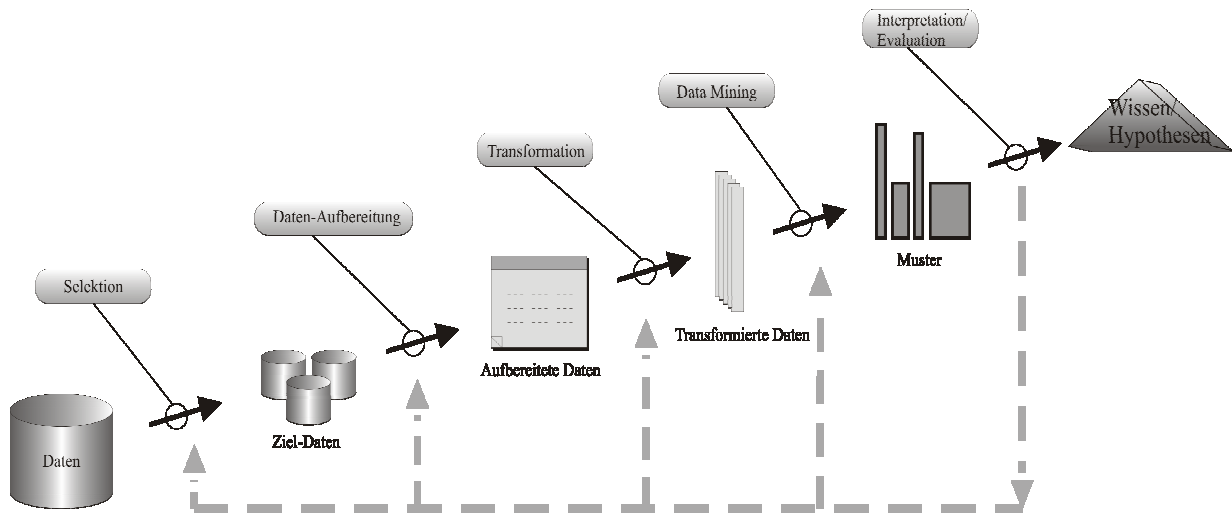 Interpretation/
Evaluation
Data Mining
Wissen/
Hypothesen
Transformation
Daten-Aufbereitung
Muster
Selektion
Transformierte Daten
Aufbereitete Daten
Ziel-Daten
Daten